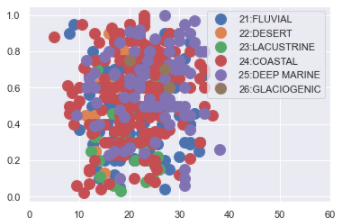 1.0
0.8
0.6
0.4
0.2
0.0
0
10
20
30
40
50
60
21:FLUVIAL
22:DESERT
23:LACUSTRINE
24:COASTAL
25:DEEP MARINE
26:GLACIOGENIC